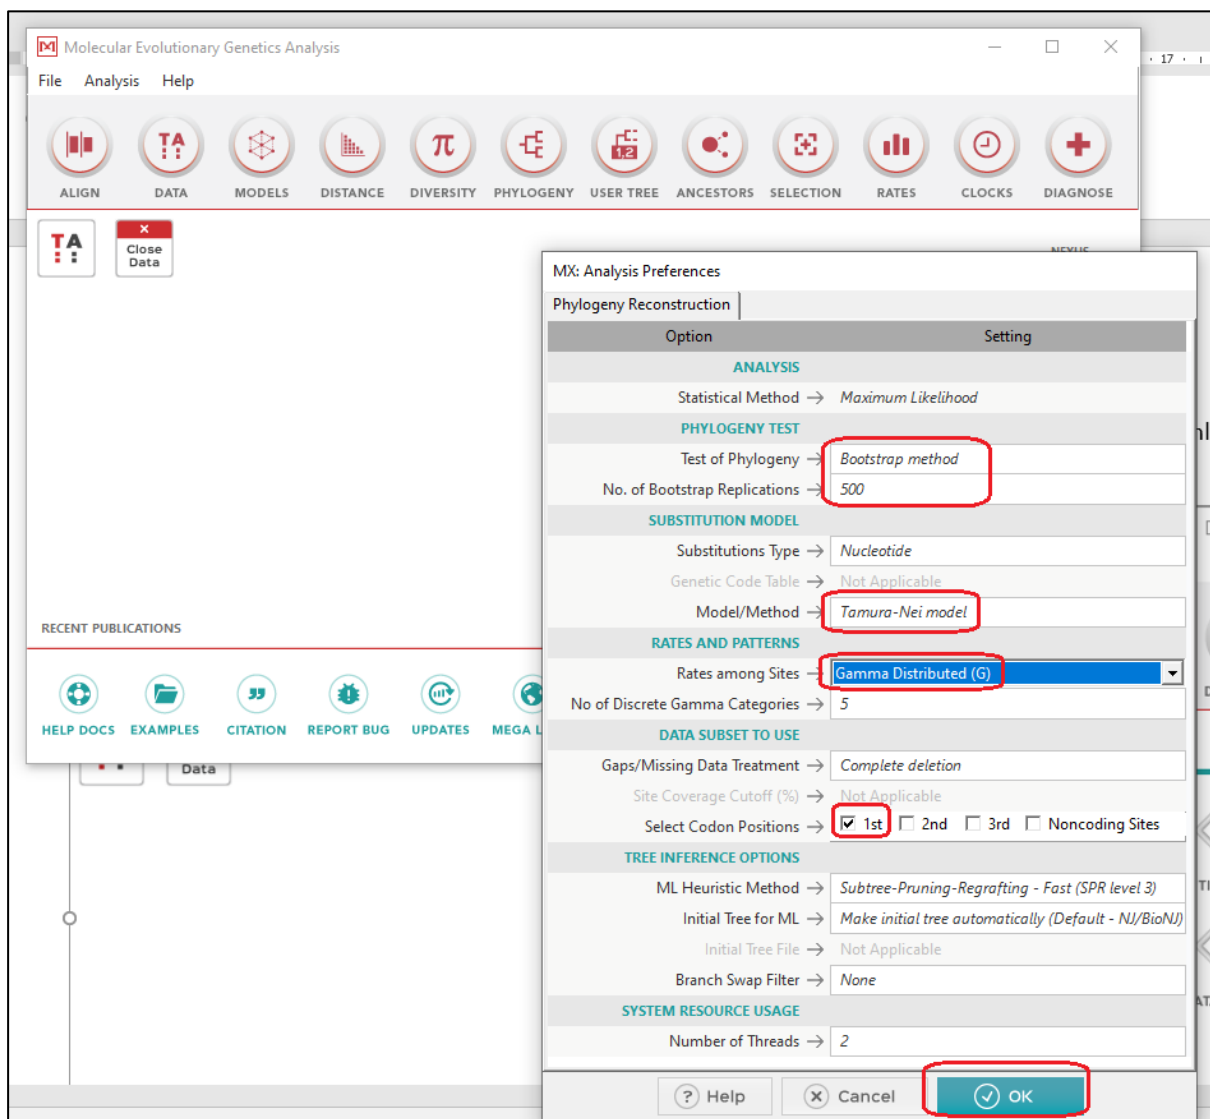 Molecular Evolutionary Genetics Analysis
17
File Analysis Help
ALIGN DATA MODELS DISTANCE DIVERSITY PHYLOGENY USER TREE ANCESTORS SELECTION RATES CLOCKS DIAGNOSE
TA
Close
Data
MX: Analysis Preferences
Phylogeny Reconstruction
Option Setting
ANALYSIS
Statistical Method → Maximum Likelihood
PHYLOGENY TEST
Test of Phylogeny → Bootstrap method
No. of Bootstrap Replications → 500
SUBSTITUTION MODEL
Substitutions Type → Nucleotide
Genetic Code Table → Not Applicable
Model/Method → Tamura-Nei model
RATES AND PATTERNS
Rates among Sites → Gamma Distributed (G)
No of Discrete Gamma Categories → 5
DATA SUBSET TO USE
Gaps/Missing Data Treatment → Complete deletion
Site Coverage Cutoff (%) → Not Applicable
Select Codon Positions → 1st 2nd 3rd Noncoding Sites
TREE INFERENCE OPTIONS
ML Heuristic Method → Subtree-Pruning-Regrafting - Fast (SPR level 3)
Initial Tree for ML → Make initial tree automatically (Default - NJ/BioNJ)
Initial Tree File → Not Applicable
Branch Swap Filter → None
SYSTEM RESOURCE USAGE
Number of Threads → 2
Help Cancel OK
RECENT PUBLICATIONS
HELP DOCS EXAMPLES CITATION REPORT BUG UPDATES MEGA
Data